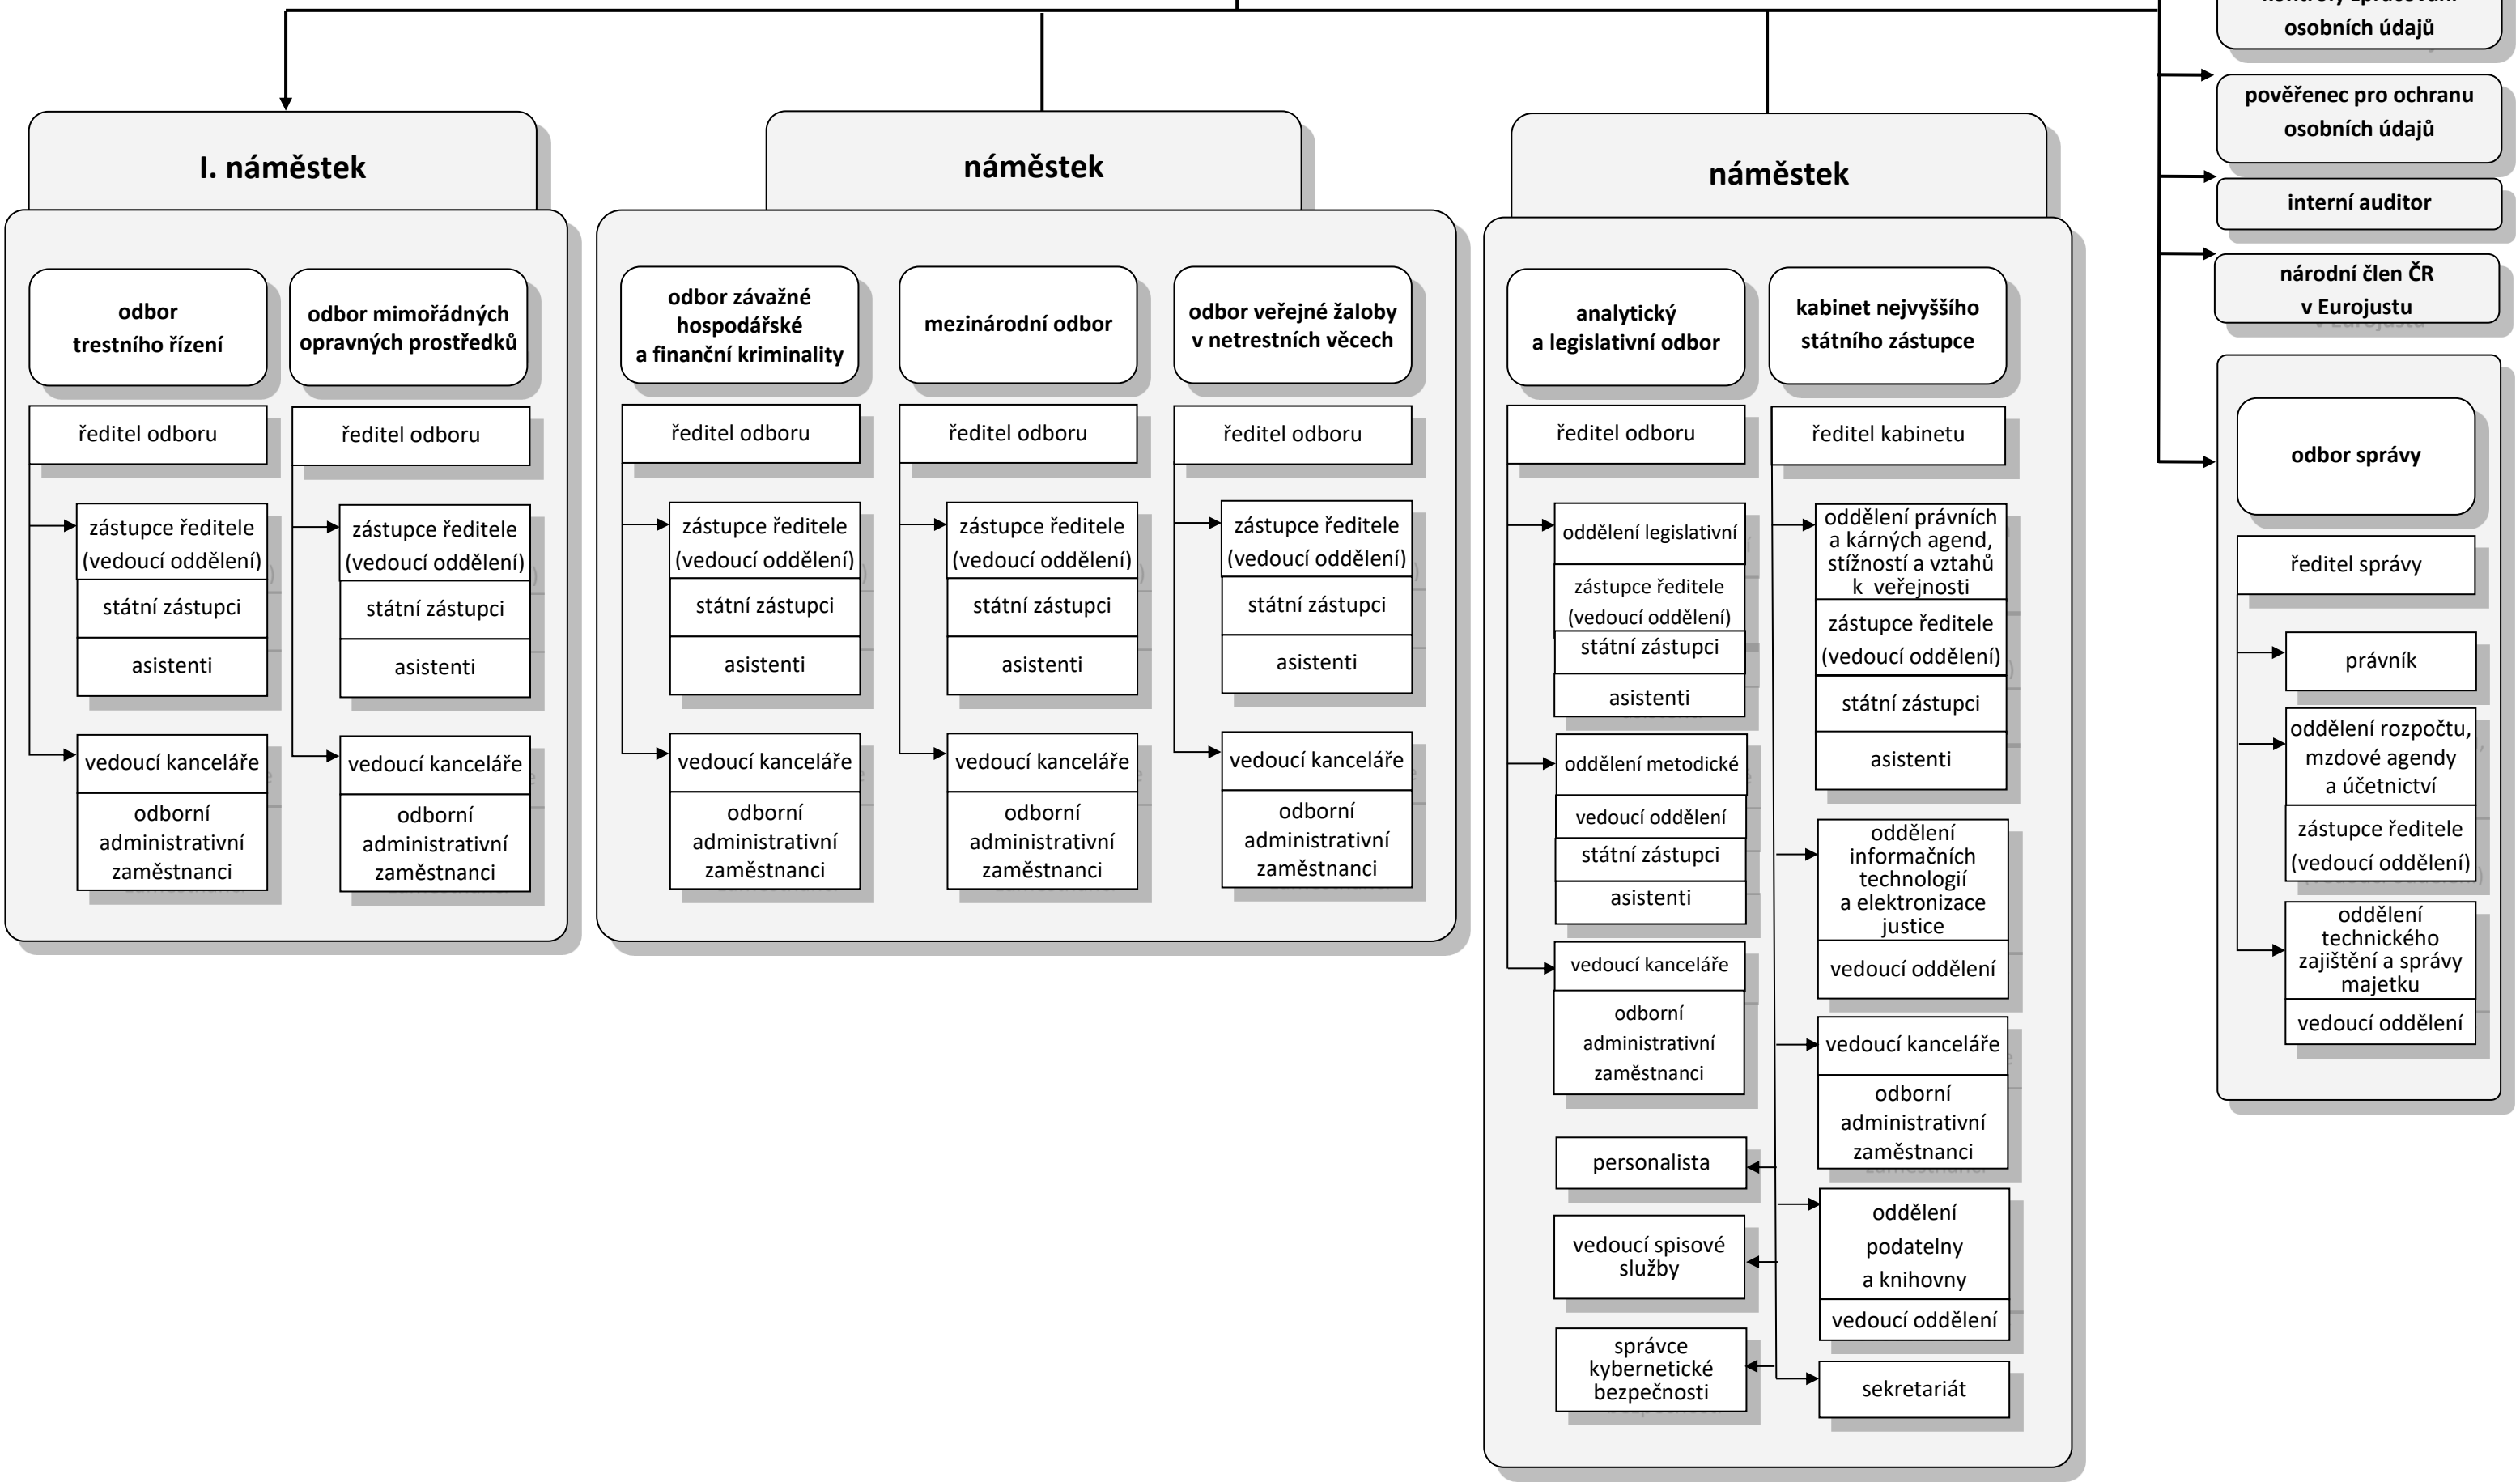 I. náměstek
odbor
trestního řízení
ředitel odboru
zástupce ředitele
(vedoucí oddělení)
státní zástupci
asistenti
vedoucí kanceláře
odborní
administrativní
zaměstnanci
odbor mimořádných
opravných prostředků
ředitel odboru
zástupce ředitele
(vedoucí oddělení)
státní zástupci
asistenti
vedoucí kanceláře
odborní
administrativní
zaměstnanci
náměstek
odbor závažné
hospodářské
a finanční kriminality
ředitel odboru
zástupce ředitele
(vedoucí oddělení)
státní zástupci
asistenti
vedoucí kanceláře
odborní
administrativní
zaměstnanci
mezinárodní odbor
ředitel odboru
zástupce ředitele
(vedoucí oddělení)
státní zástupci
asistenti
vedoucí kanceláře
odborní
administrativní
zaměstnanci
odbor veřejné žaloby
v netrestních věcech
ředitel odboru
zástupce ředitele
(vedoucí oddělení)
státní zástupci
asistenti
vedoucí kanceláře
odborní
administrativní
zaměstnanci
náměstek
analytický
a legislativní odbor
ředitel odboru
oddělení legislativní
zástupce ředitele
(vedoucí oddělení)
státní zástupci
asistenti
oddělení metodické
vedoucí oddělení
státní zástupci
asistenti
vedoucí kanceláře
odborní
administrativní
zaměstnanci
personalista
vedoucí spisové
služby
správce
kybernetické
bezpečnosti
kabinet nejvyššího
státního zástupce
ředitel kabinetu
oddělení právních
a kárných agend,
stížností a vztahů
k veřejnosti
zástupce ředitele
(vedoucí oddělení)
státní zástupci
asistenti
oddělení
informačních
technologií
a elektronizace
justice
vedoucí oddělení
vedoucí kanceláře
odborní
administrativní
zaměstnanci
oddělení
podatelny
a knihovny
vedoucí oddělení
sekretariát
osobních údajů
pověřenec pro ochranu
osobních údajů
interní auditor
národní člen ČR
v Eurojustu
odbor správy
ředitel správy
právník
oddělení rozpočtu,
mzdové agendy
a účetnictví
zástupce ředitele
(vedoucí oddělení)
oddělení
technického
zajištění a správy
majetku
vedoucí oddělení